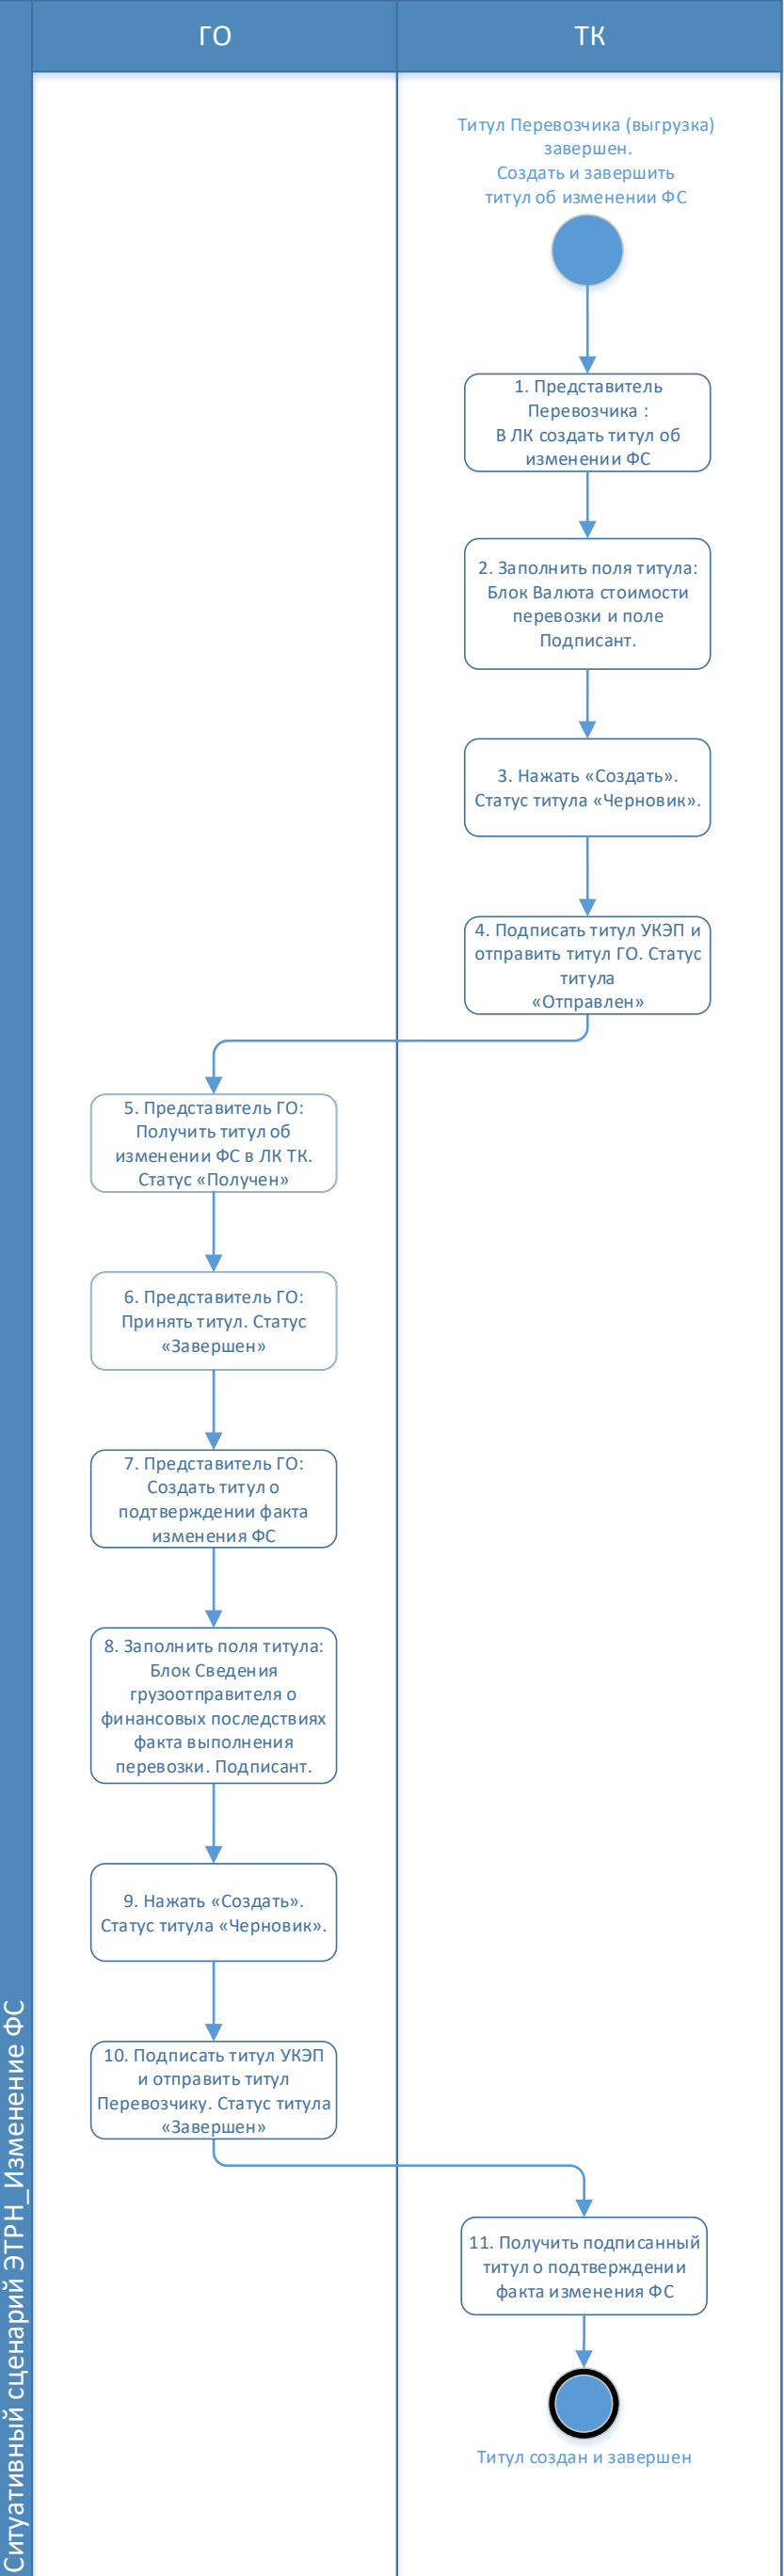 ГО
ТК
Титул Перевозчика (выгрузка)
завершен.
Создать и завершить
титул об изменении ФС
1. Представитель
Перевозчика :
В ЛК создать титул об
изменении ФС
2. Заполнить поля титула:
Блок Валюта стоимости
перевозки и поле
Подписант.
3. Нажать «Создать».
Статус титула «Черновик».
4. Подписать титул УКЭП и
отправить титул ГО. Статус
титула
«Отправлен»
5. Представитель ГО:
Получить титул об
изменении ФС в ЛК ТК.
Статус «Получен»
6. Представитель ГО:
Принять титул. Статус
«Завершен»
7. Представитель ГО:
Создать титул о
подтверждении факта
изменения ФС
8. Заполнить поля титула:
Блок Сведения
грузоотправителя о
финансовых последствиях
факта выполнения
перевозки. Подписант.
9. Нажать «Создать».
Статус титула «Черновик».
10. Подписать титул УКЭП
и отправить титул
Перевозчику. Статус титула
«Завершен»
11. Получить подписанный
титул о подтверждении
факта изменения ФС
Титул создан и завершен
Ситуативный сценарий ЭТРН_Изменение ФС